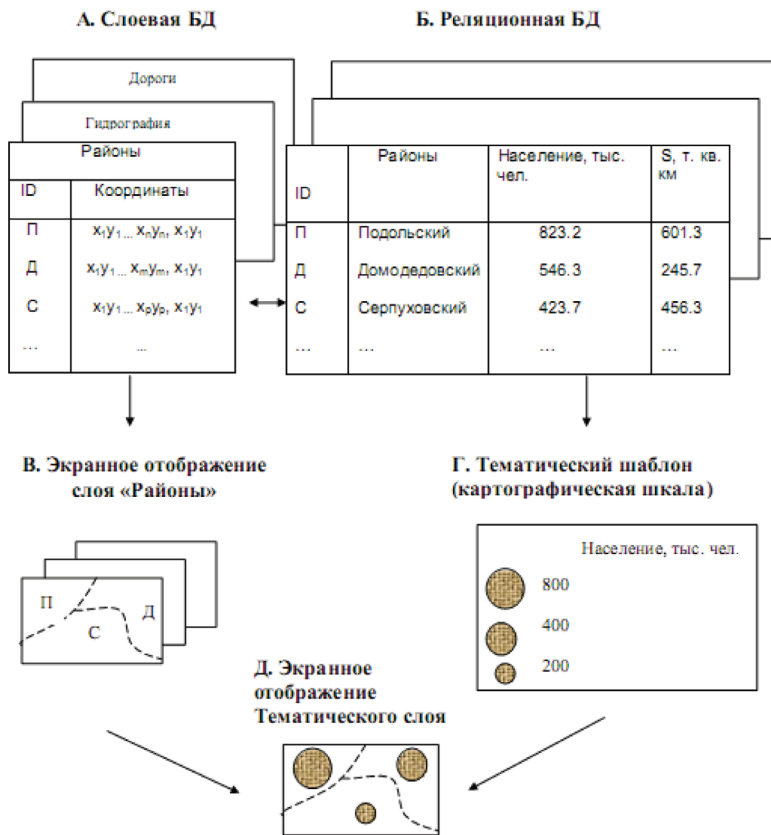 А. Слоевая БД
Б. Реляционная БД
Дороги
Гидрография
Районы
ID Координаты
П x₁y₁... xₙyₙ, x₁y₁
Д x₁y₁... xₘyₘ, x₁y₁
С x₁y₁... xₚyₚ, x₁y₁
... ...
Районы Население, тыс. S, т. кв.
чел. км
ID
П Подольский 823.2 601.3
Д Домодедовский 546.3 245.7
С Серпуховский 423.7 456.3
... ... ... ...
В. Экранное отображение
слоя «Районы»
Г. Тематический шаблон
(картографическая шкала)
П
Д
С
Население, тыс. чел.
800
400
200
Д. Экранное
отображение
Тематического слоя